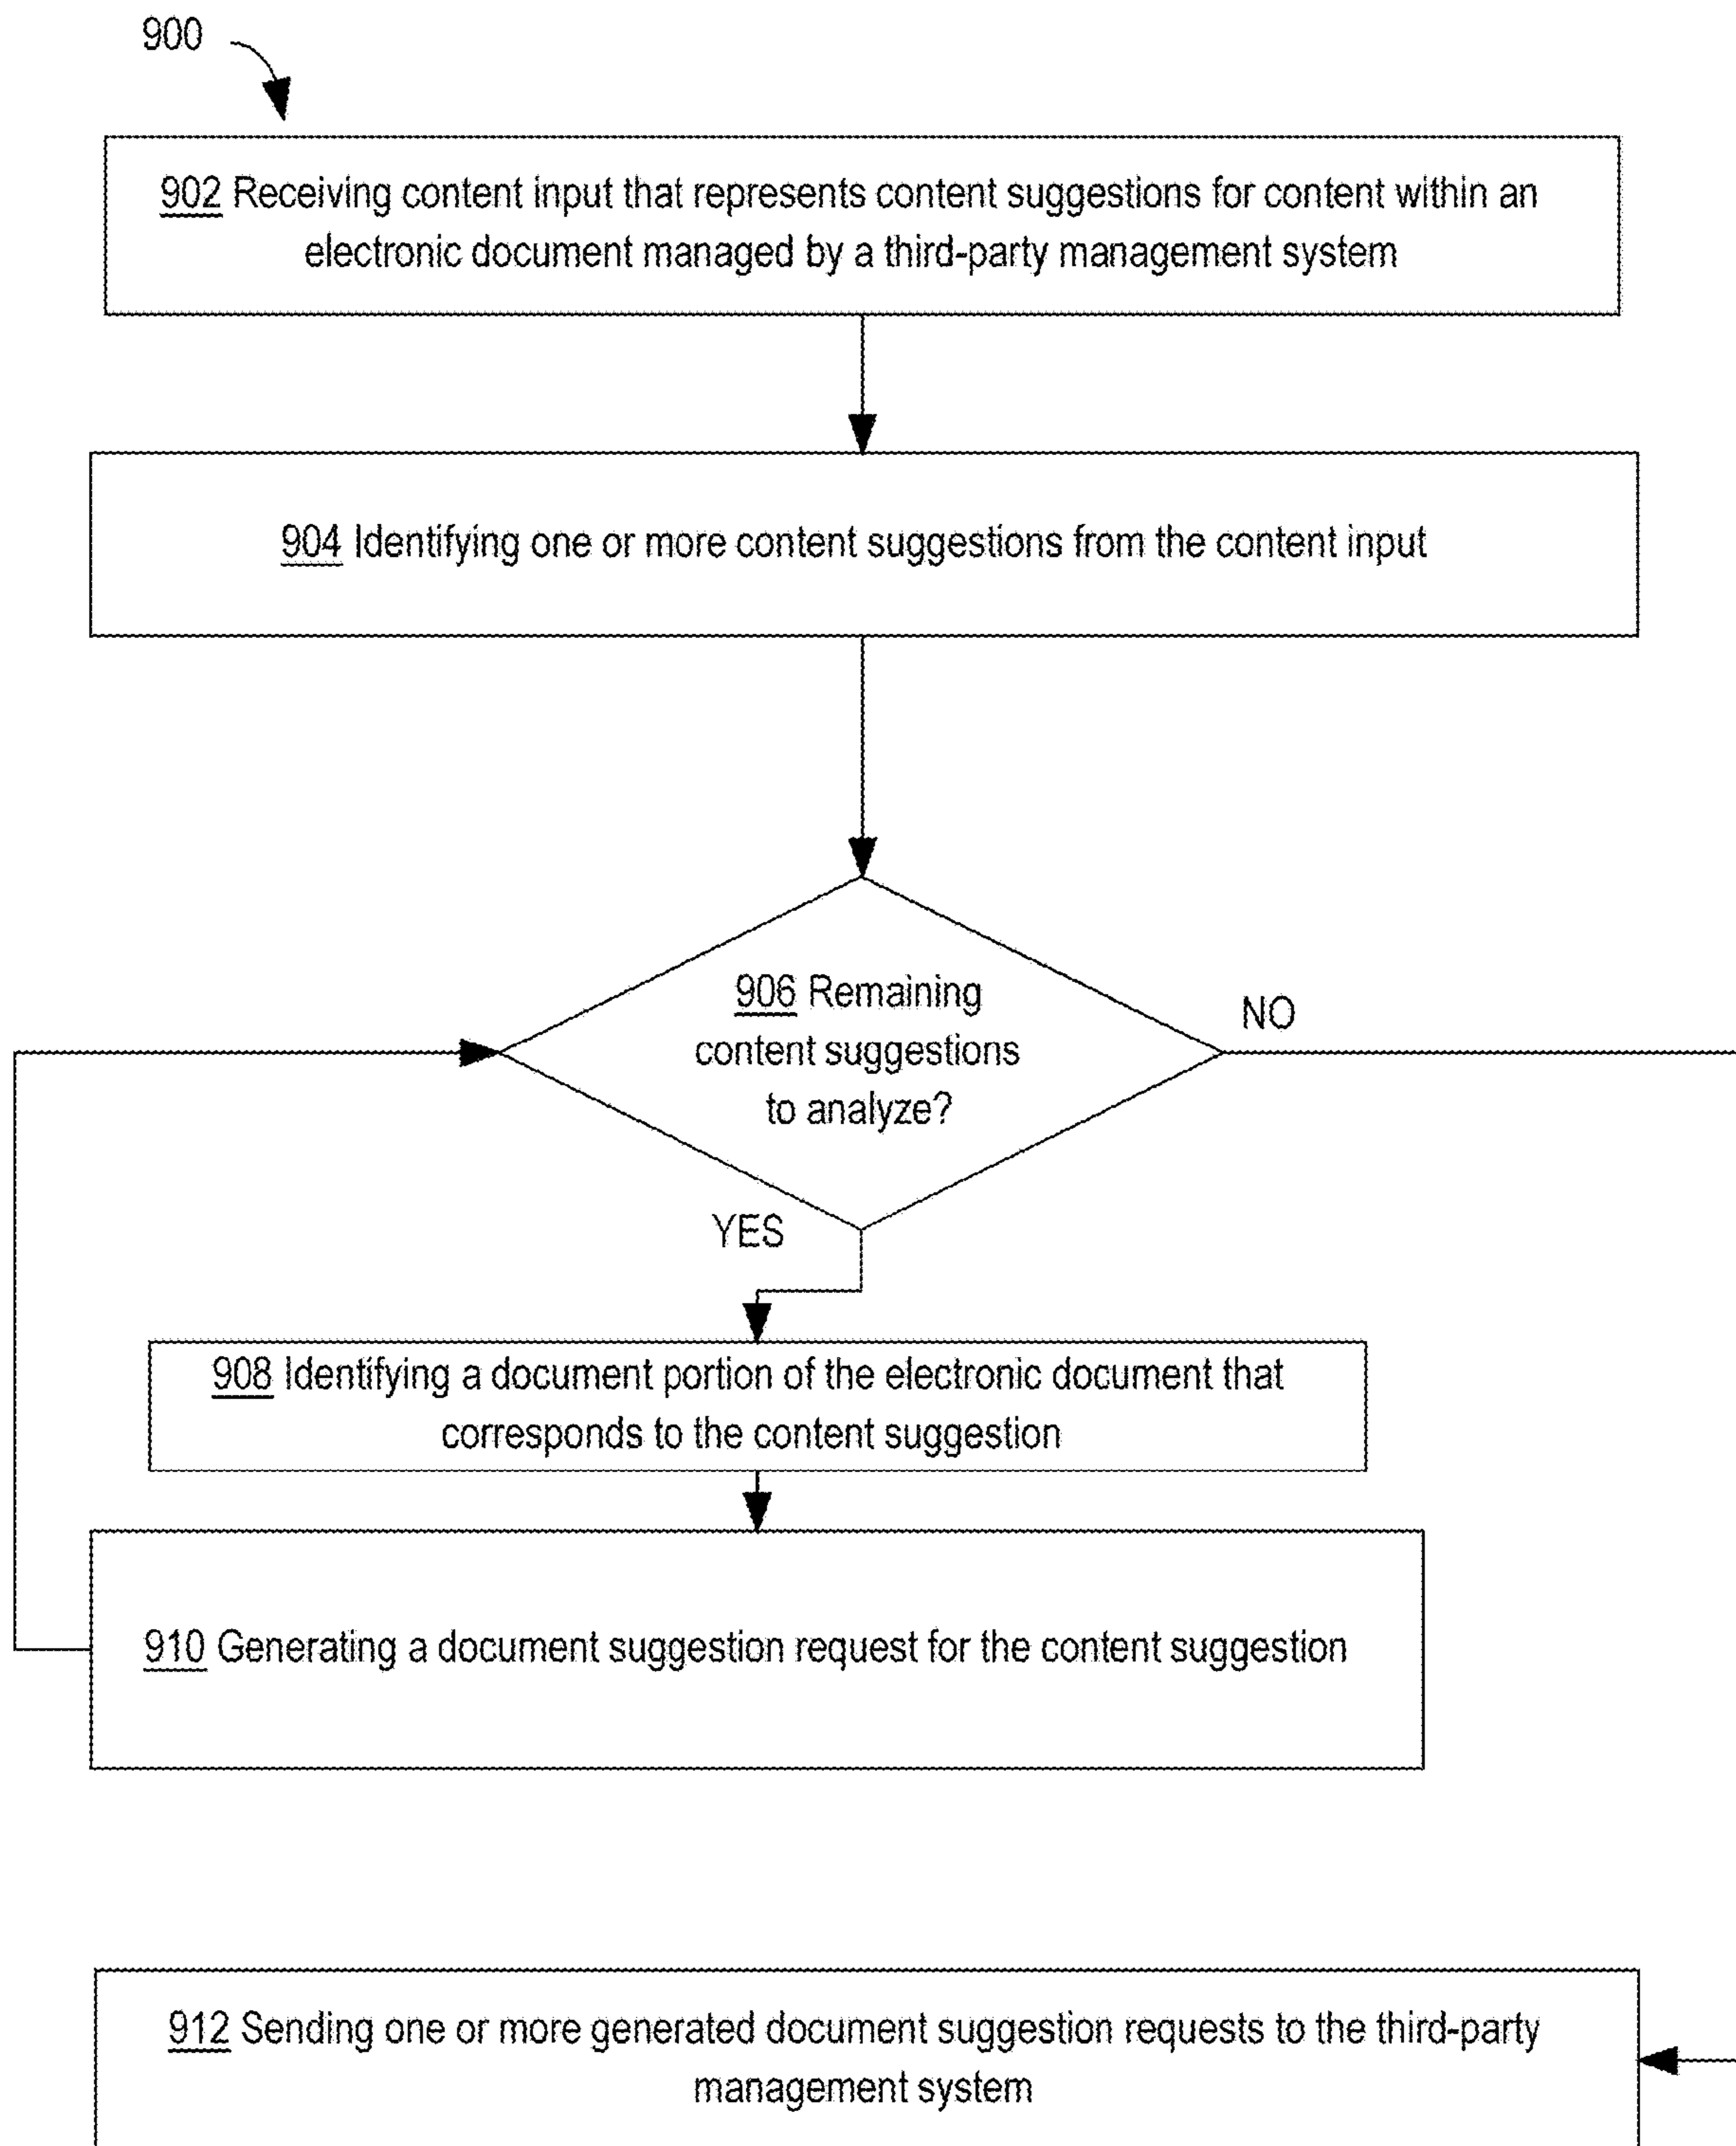 900
902 Receiving content input that represents content suggestions for content within an
electronic document managed by a third-party management system
904 Identifying one or more content suggestions from the content input
906 Remaining
content suggestions
to analyze?
NO
YES
908 Identifying a document portion of the electronic document that
corresponds to the content suggestion
910 Generating a document suggestion request for the content suggestion
912 Sending one or more generated document suggestion requests to the third-party
management system